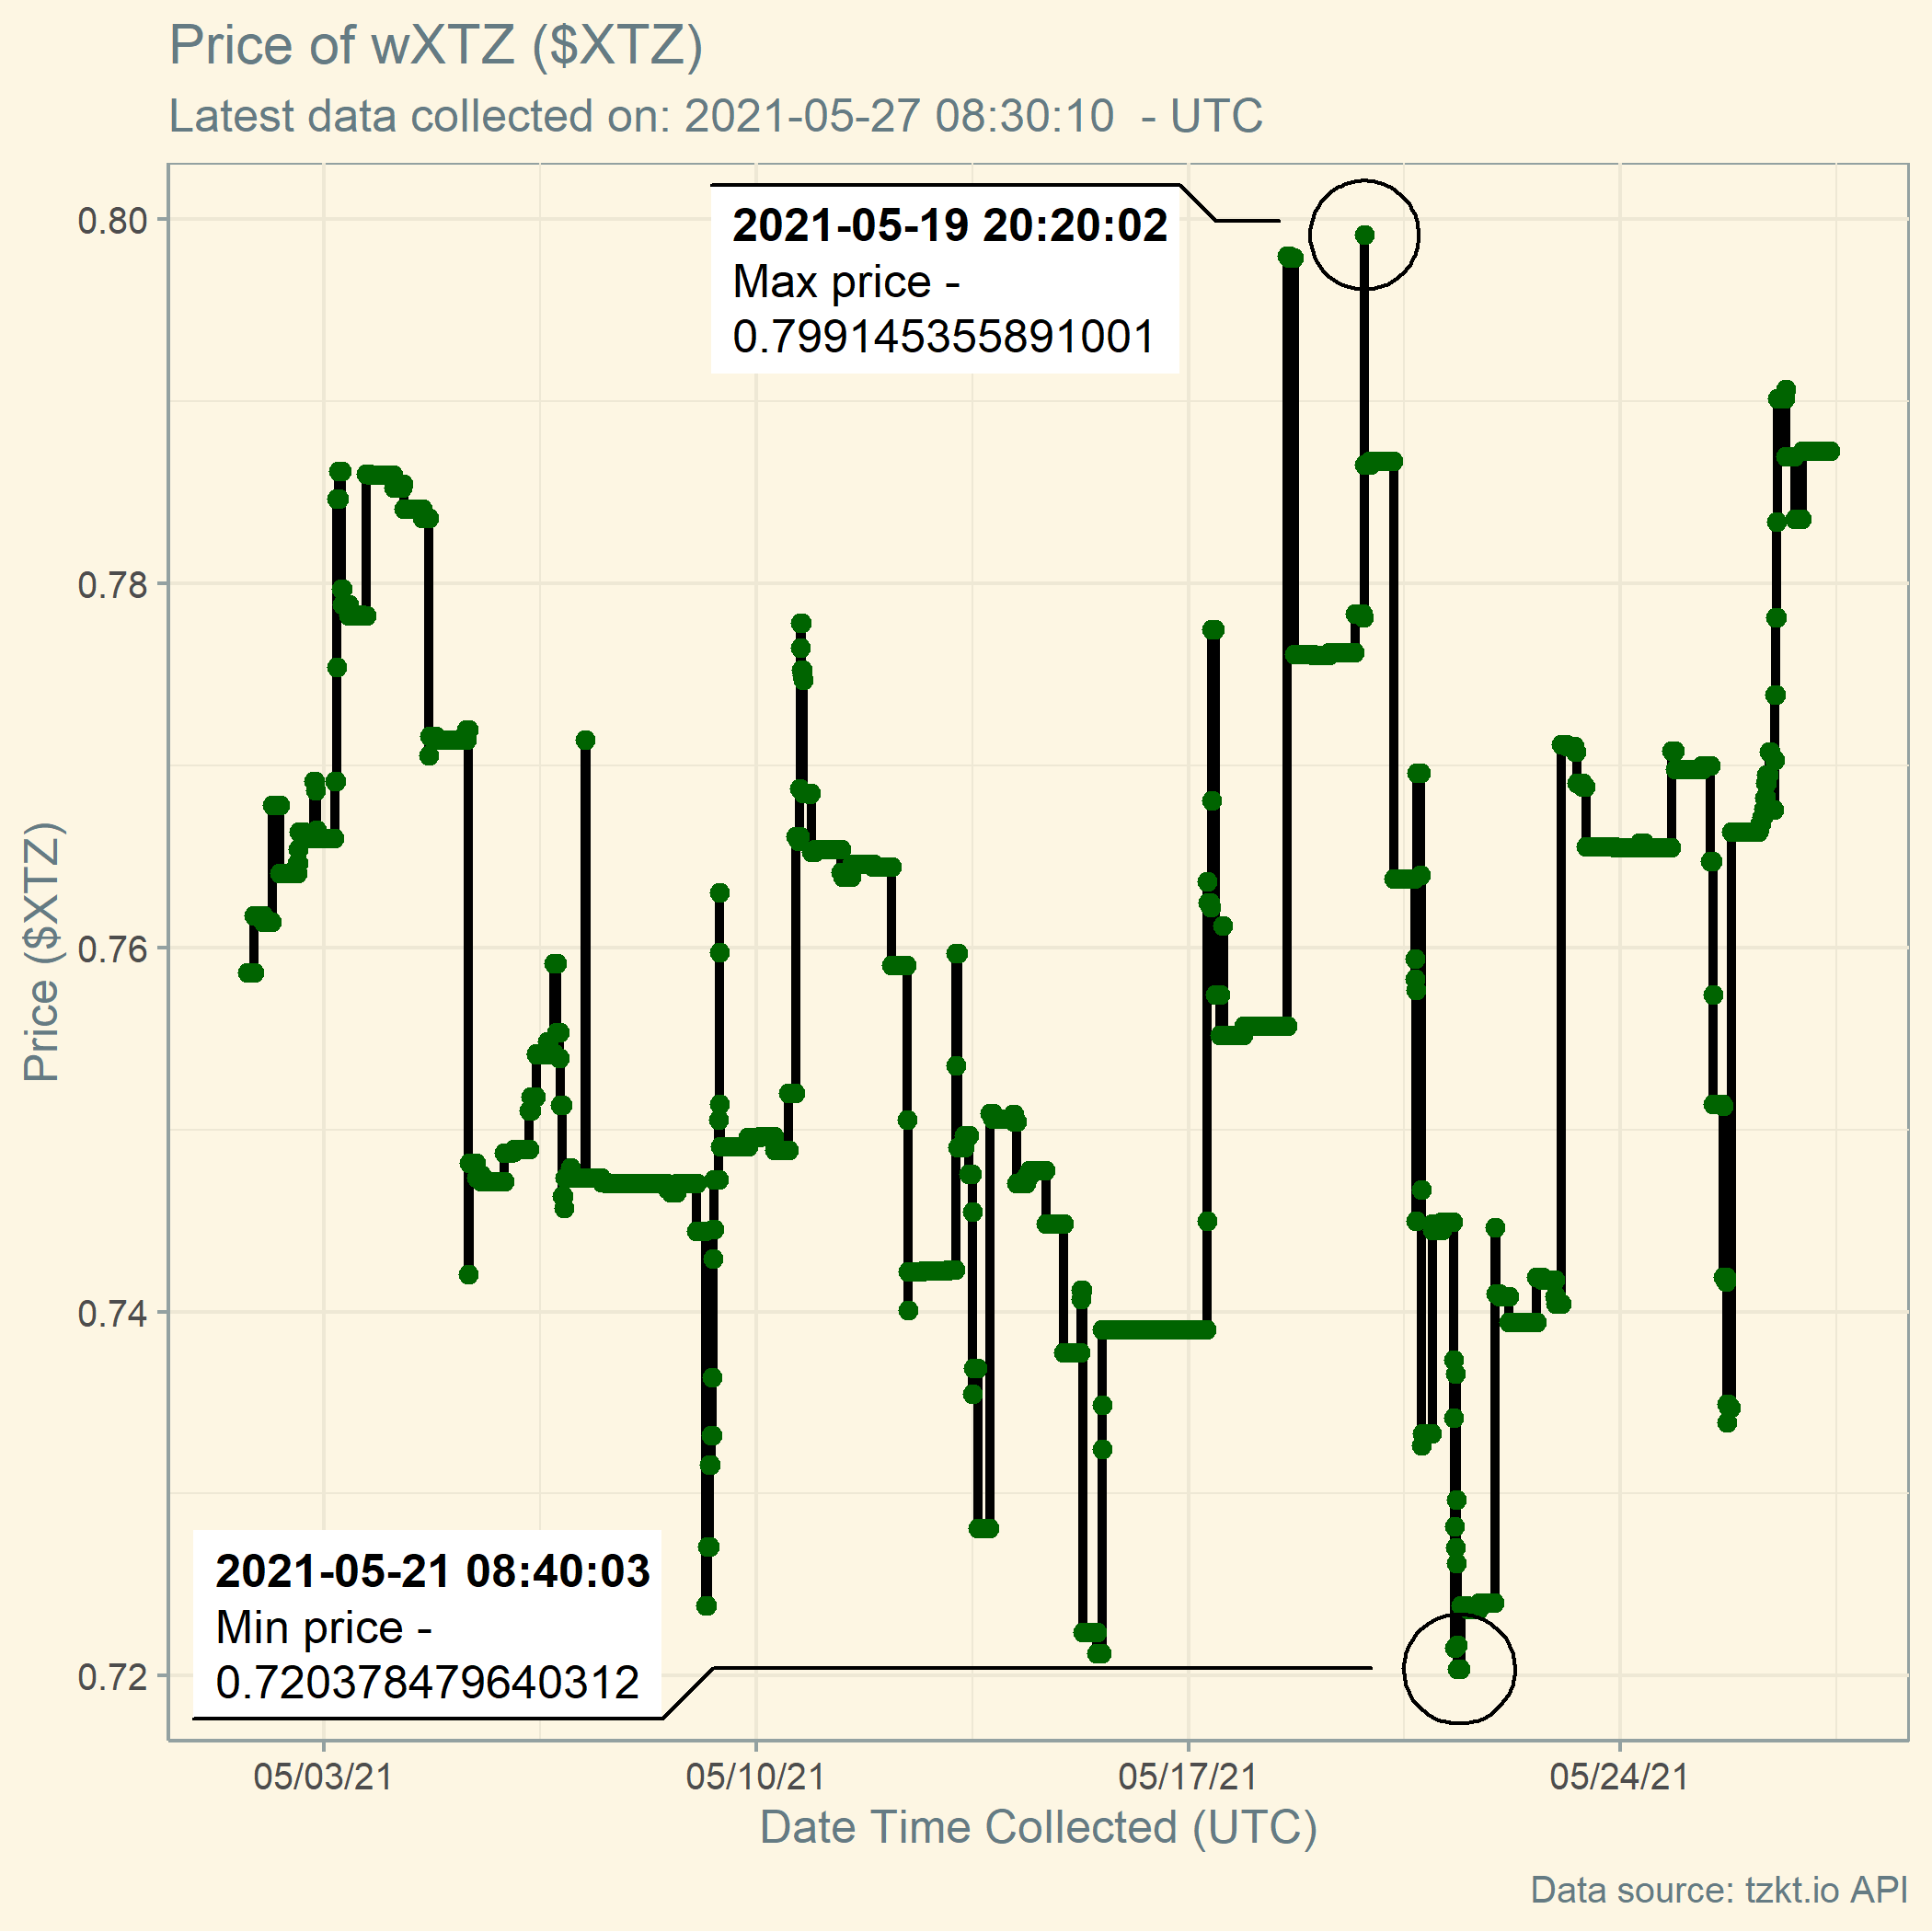 Price of wXTZ ($XTZ)
Latest data collected on: 2021-05-27 08:30:10  - UTC
2021-05-19 20:20:02
Max price -
0.799145355891001
0.80
0.78
0.76
0.74
0.72
Price ($XTZ)
2021-05-21 08:40:03
Min price -
0.720378479640312
05/03/21
05/10/21
05/17/21
05/24/21
Date Time Collected (UTC)
Data source: tzkt.io API